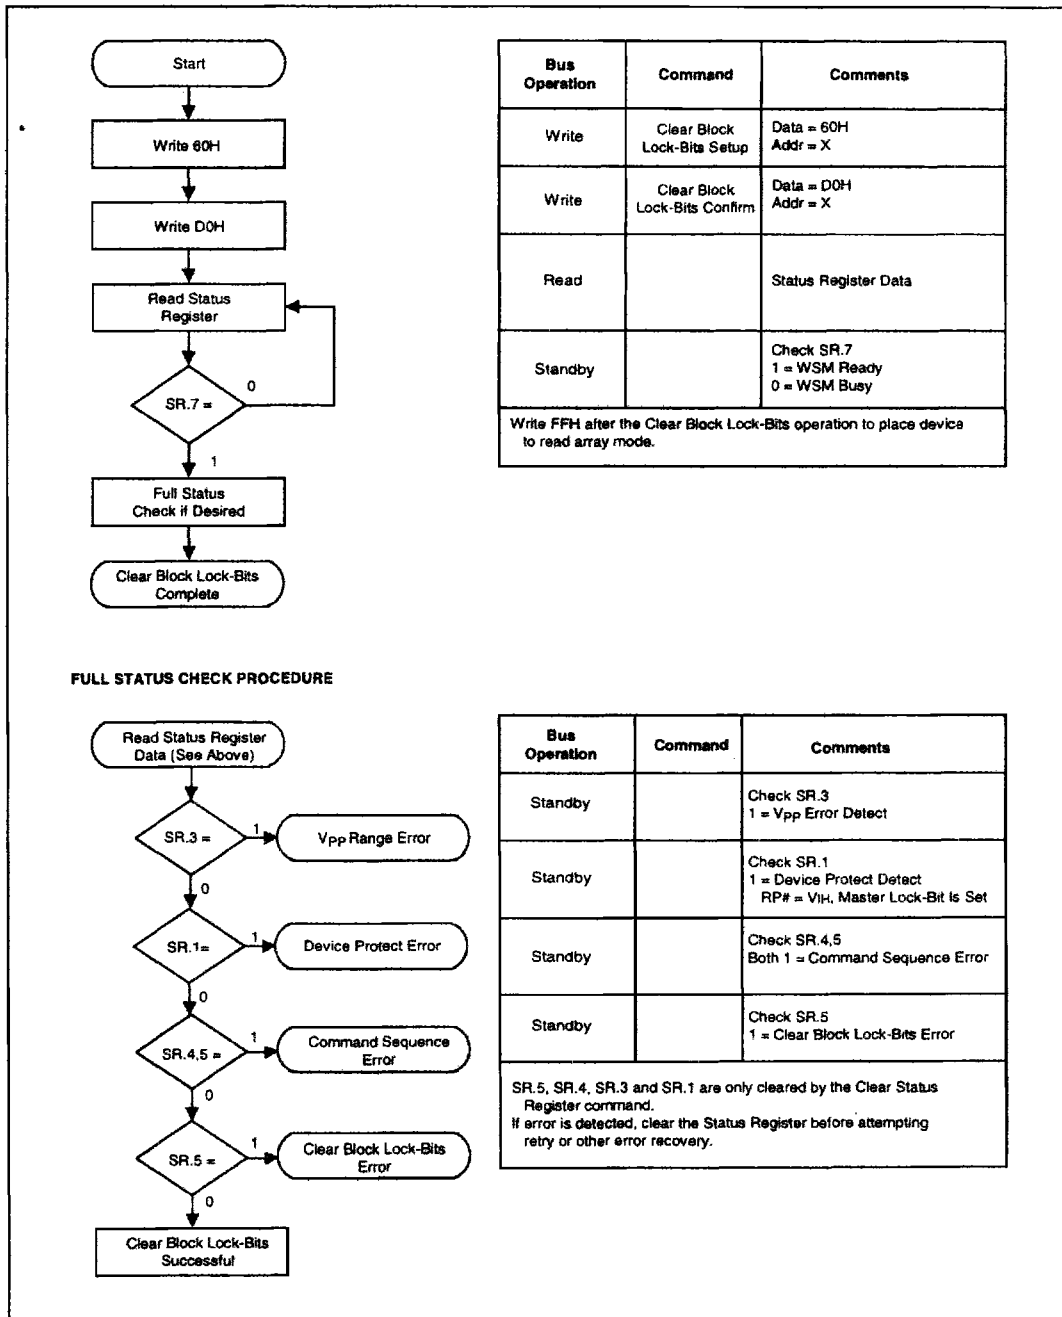 Start
Write 60H
Write D0H
Read Status
Register
0
SR.7 =
1
Full Status
Check if Desired
Clear Block Lock-Bits
Complete
Bus
Operation
Command
Comments
Write
Clear Block
Lock-Bits Setup
Data = 60H
Addr = X
Write
Clear Block
Lock-Bits Confirm
Data = D0H
Addr = X
Read
Status Register Data
Standby
Check SR.7
1 = WSM Ready
0 = WSM Busy
Write FFH after the Clear Block Lock-Bits operation to place device
to read array mode.
FULL STATUS CHECK PROCEDURE
Read Status Register
Data (See Above)
SR.3 =
1
VPP Range Error
0
SR.1=
1
Device Protect Error
0
SR.4,5 =
1
Command Sequence
Error
0
SR.5 =
1
Clear Block Lock-Bits
Error
0
Clear Block Lock-Bits
Successful
Bus
Operation
Command
Comments
Standby
Check SR.3
1 = VPP Error Detect
Standby
Check SR.1
1 = Device Protect Detect
RP# = VIH, Master Lock-Bit Is Set
Standby
Check SR.4,5
Both 1 = Command Sequence Error
Standby
Check SR.5
1 = Clear Block Lock-Bits Error
SR.5, SR.4, SR.3 and SR.1 are only cleared by the Clear Status
Register command.
If error is detected, clear the Status Register before attempting
retry or other error recovery.